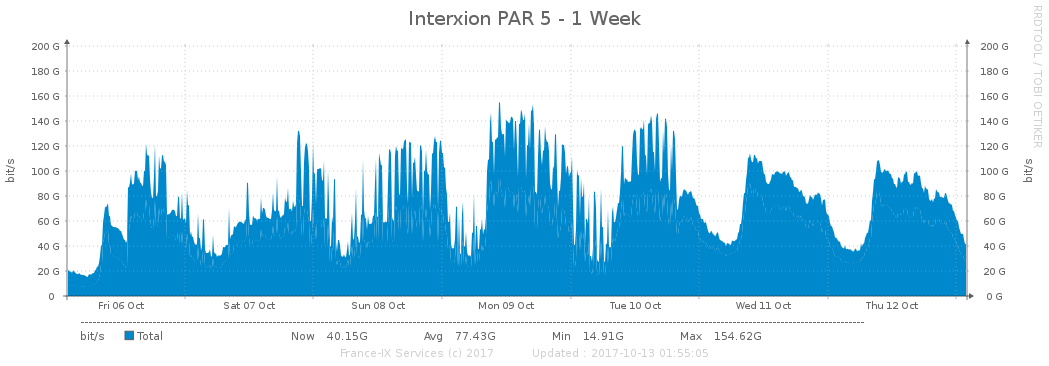 Interxion PAR 5 - 1 Week
RRDTOOL / TOBI OETIKER
bit/s
bit/s
200 G 200 G
180 G 180 G
160 G 160 G
140 G 140 G
120 G 120 G
100 G 100 G
80 G 80 G
60 G 60 G
40 G 40 G
20 G 20 G
0 0 G
Fri 06 Oct Sat 07 Oct Sun 08 Oct Mon 09 Oct Tue 10 Oct Wed 11 Oct Thu 12 Oct
bit/s Total Now 40.15G Avg 77.43G Min 14.91G Max 154.62G
France-IX Services (c) 2017 Updated : 2017-10-13 01:55:05